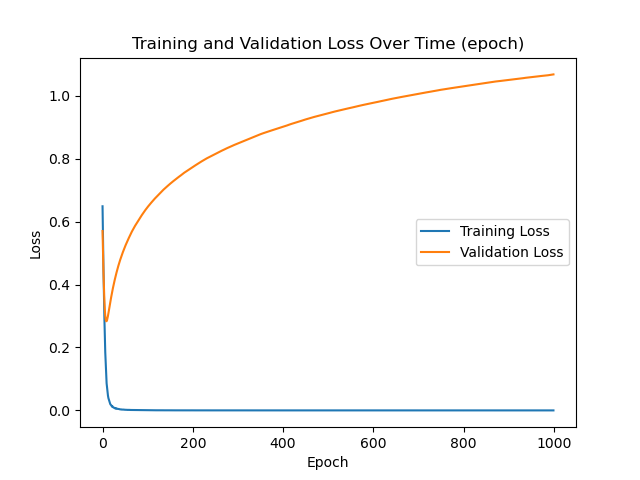 Training and Validation Loss Over Time (epoch)
Loss
1.0
0.8
0.6
0.4
0.2
0.0
Training Loss
Validation Loss
0
200
400
600
800
1000
Epoch